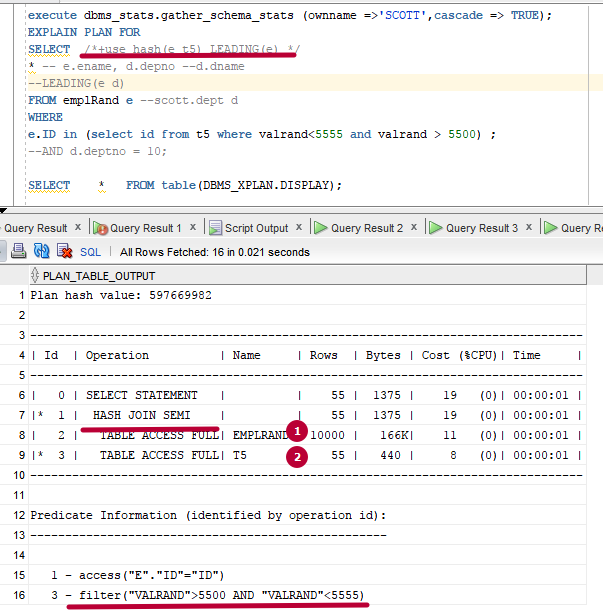 execute dbms_stats.gather_schema_stats (ownname =>'SCOTT',cascade => TRUE);
EXPLAIN PLAN FOR
SELECT /*+use_hash(e t5) LEADING(e) */
* -- e.ename, d.depno --d.dname
--LEADING(e d)
FROM emplRand e --scott.dept d
WHERE
e.ID in (select id from t5 where valrand<5555 and valrand > 5500) ;
--AND d.deptno = 10;
SELECT * FROM table(DBMS_XPLAN.DISPLAY);
Query Result x Query Result 1 x Script Output x Query Result 2 x Query Result 3 x Query Re
SQL | All Rows Fetched: 16 in 0.021 seconds
PLAN_TABLE_OUTPUT
1 Plan hash value: 597669982
2
3 --------------------------------------------------------------------------------
4 | Id | Operation | Name | Rows | Bytes | Cost (%CPU)| Time |
5 --------------------------------------------------------------------------------
6 | 0 | SELECT STATEMENT | | 55 | 1375 | 19 (0)| 00:00:01 |
7 |* 1 | HASH JOIN SEMI | | 55 | 1375 | 19 (0)| 00:00:01 |
8 | 2 | TABLE ACCESS FULL| EMPLRAND 1 10000 | 166K| 11 (0)| 00:00:01 |
9 |* 3 | TABLE ACCESS FULL| T5 2 55 | 440 | 8 (0)| 00:00:01 |
10 --------------------------------------------------------------------------------
11
12 Predicate Information (identified by operation id):
13 ---------------------------------------------------
14
15 1 - access("E"."ID"="ID")
16 3 - filter("VALRAND">5500 AND "VALRAND"<5555)